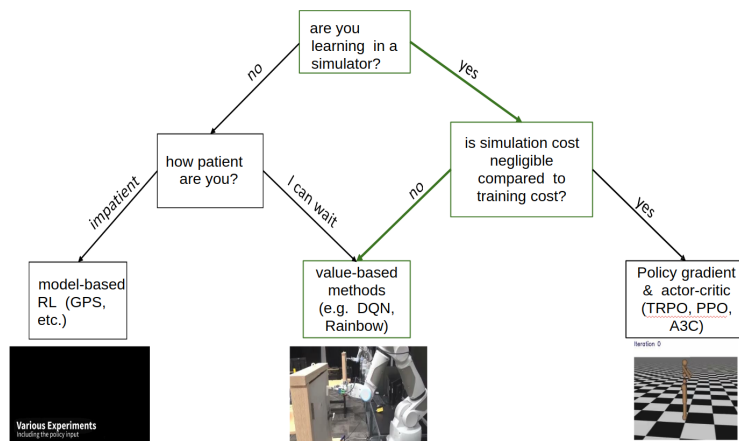 are you
learning in a
simulator?
no
yes
how patient
are you?
is simulation cost
negligible
compared to
training cost?
impatient
I can wait
no
yes
model-based
RL (GPS,
etc.)
value-based
methods
(e.g. DQN,
Rainbow)
Policy gradient
& actor-critic
(TRPO, PPO,
A3C)
Iteration 0
Various Experiments
Including the policy input